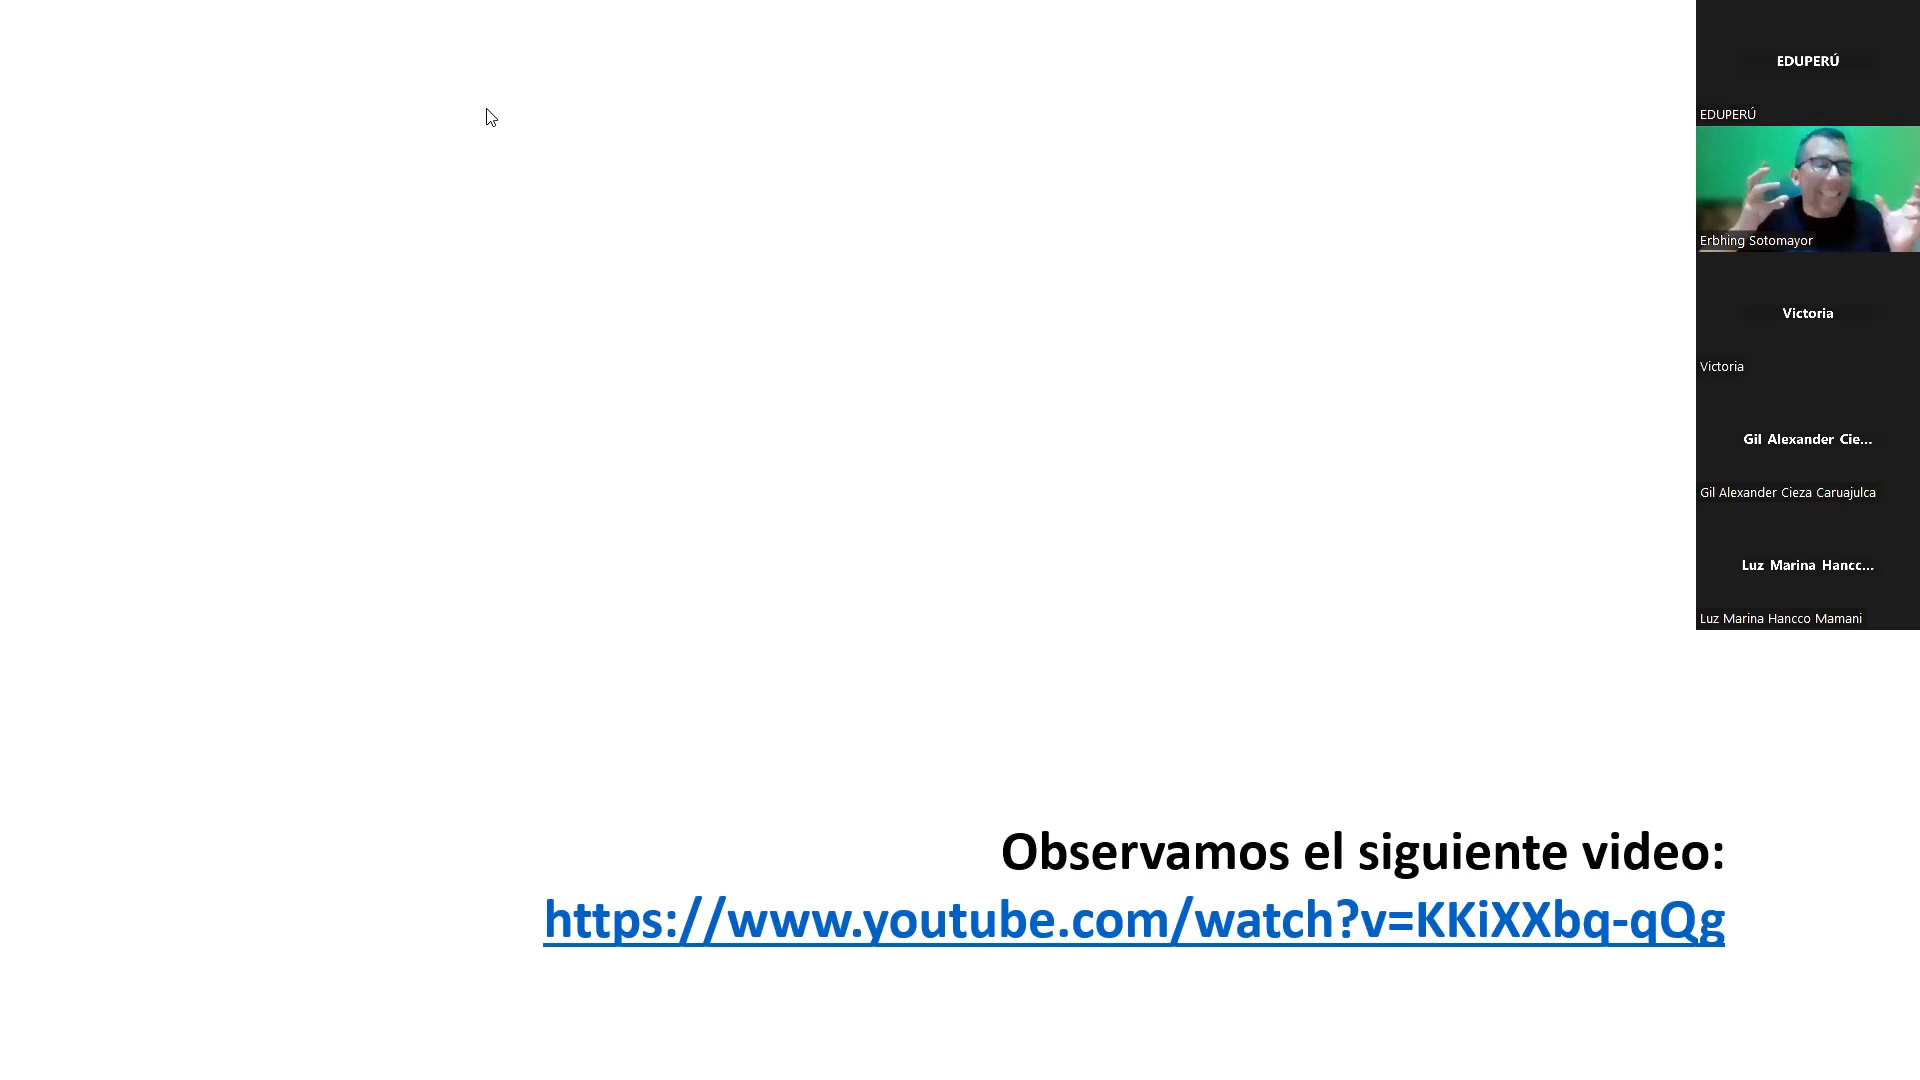 EDUPERÚ
EDUPERÚ
Erbhing Sotomayor
Victoria
Victoria
Gil Alexander Cie...
Gil Alexander Cieza Caruajulca
Luz Marina Hancc...
Luz Marina Hancco Mamani
Observamos el siguiente video:
https://www.youtube.com/watch?v=KKiXXbq-qQg